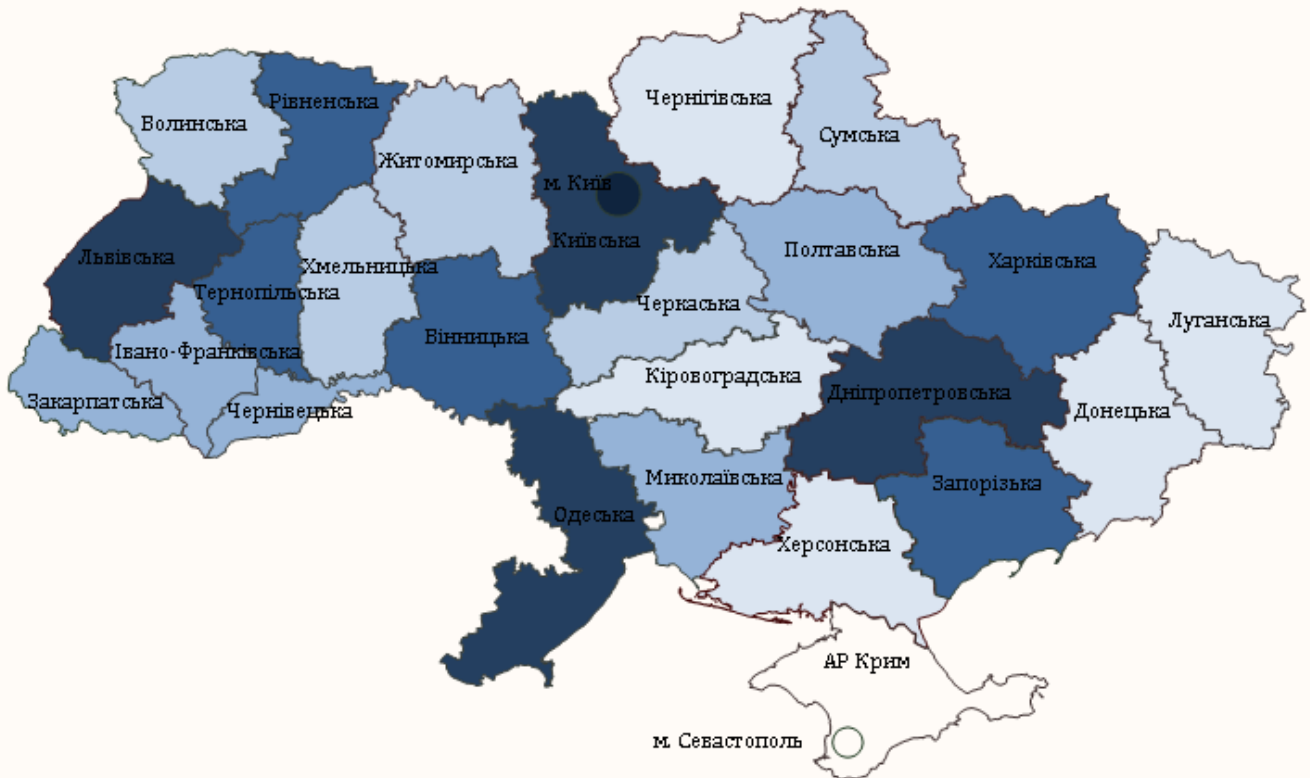 Чернігівська
Рівненська
Волинська
Сумська
Житомирська
м. Київ
Київська
Полтавська
Львівська
Хмельницька
Харківська
Тернопільська
Черкаська
Луганська
Вінницька
Івано-Франківська
Кіровоградська
Дніпропетровська
Закарпатська
Чернівецька
Донецька
Миколаївська
Запорізька
Одеська
Херсонська
АР Крим
м. Севастополь